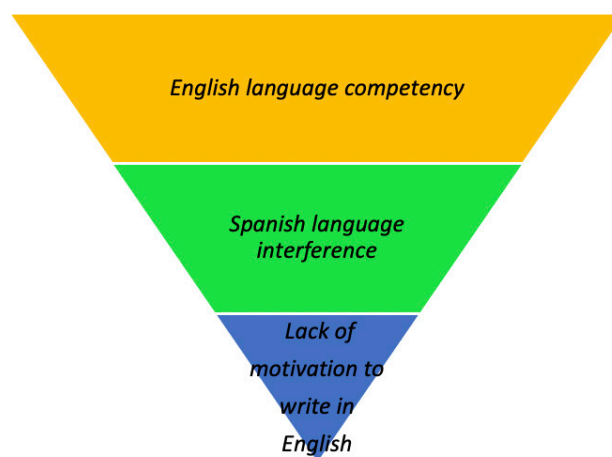 English language competency
Spanish language
interference
Lack of
motivation to
write in
English